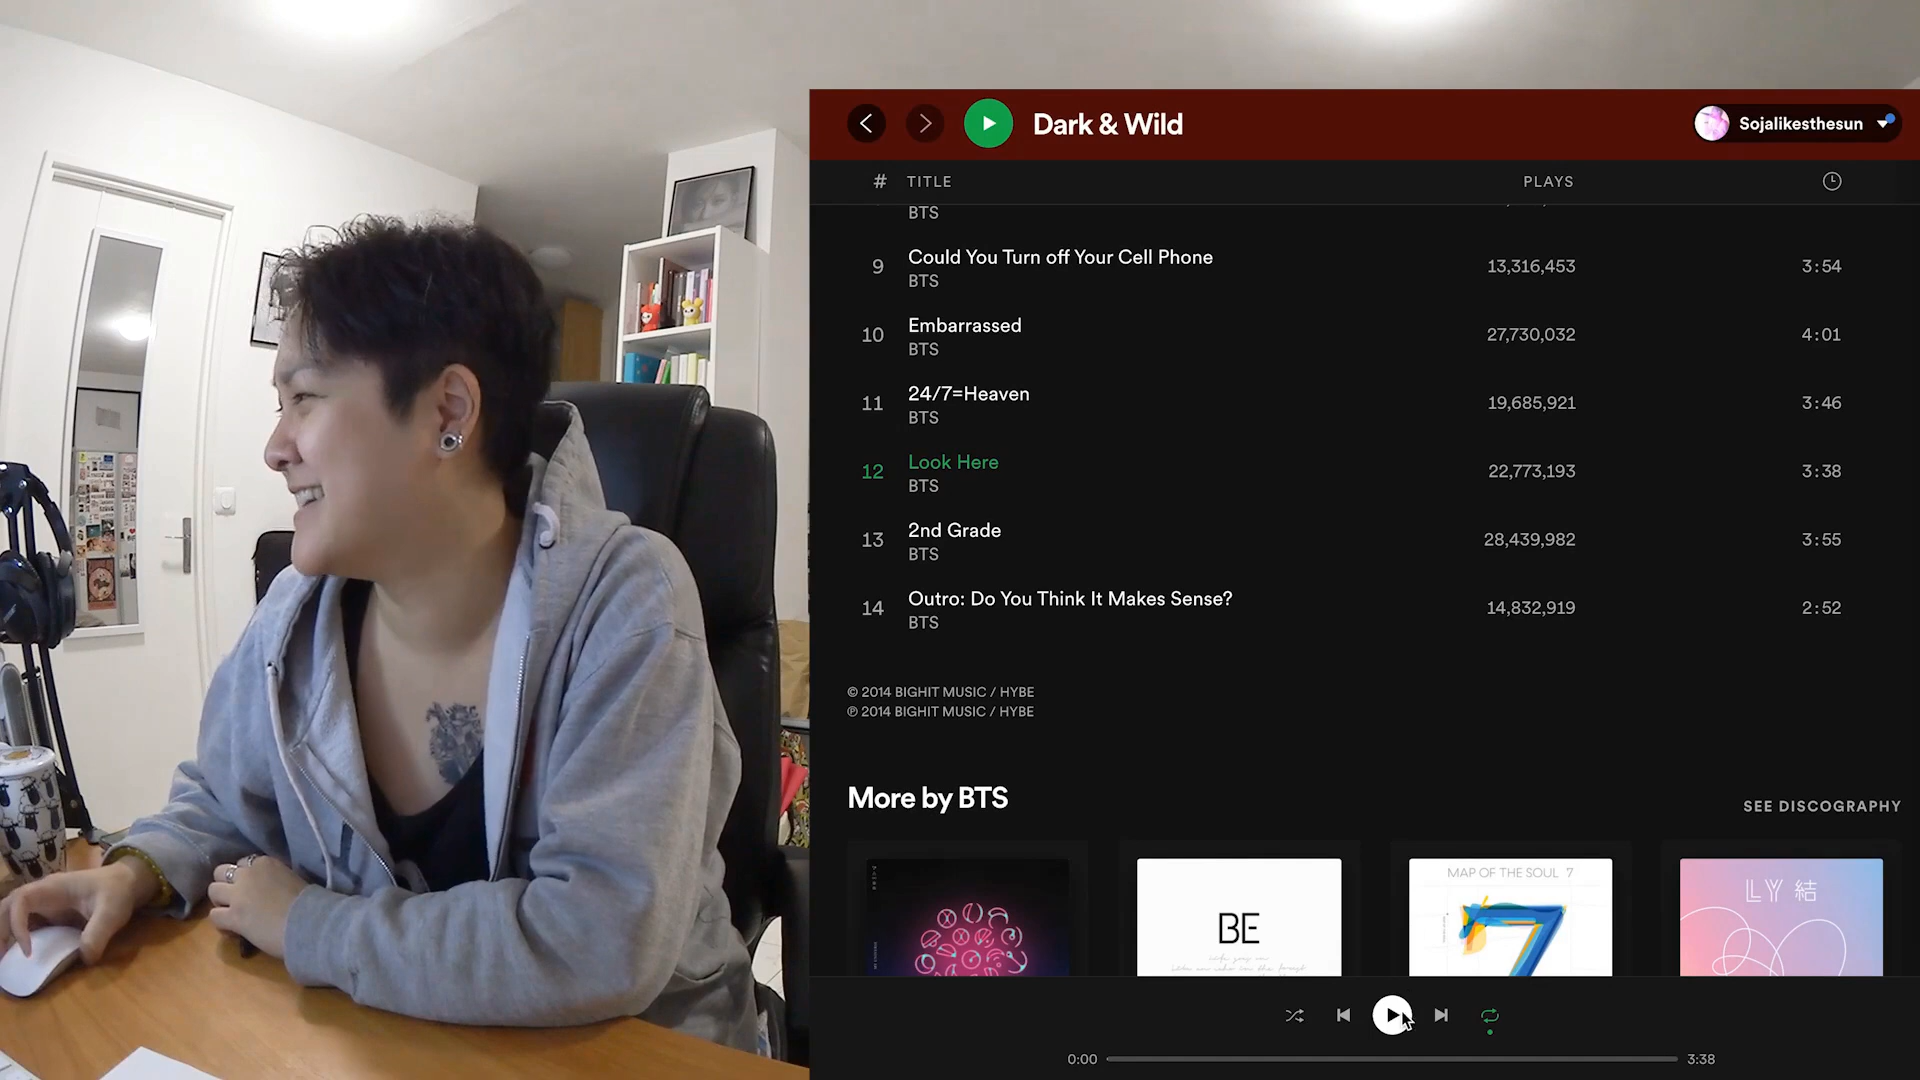 Dark & Wild
Sojalikesthesun
# TITLE PLAYS
BTS
9 Could You Turn off Your Cell Phone 13,316,453 3:54
BTS
10 Embarrassed 27,730,032 4:01
BTS
11 24/7=Heaven 19,685,921 3:46
BTS
12 Look Here 22,773,193 3:38
BTS
13 2nd Grade 28,439,982 3:55
BTS
14 Outro: Do You Think It Makes Sense? 14,832,919 2:52
BTS
© 2014 BIGHIT MUSIC / HYBE
℗ 2014 BIGHIT MUSIC / HYBE
More by BTS
SEE DISCOGRAPHY
BE
MAP OF THE SOUL 7
7
LY 結
0:00 3:38